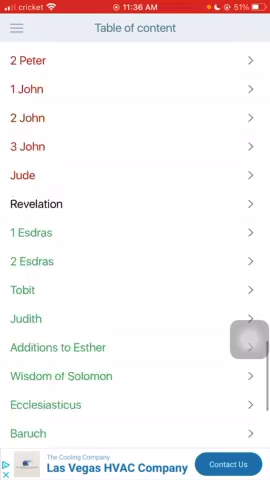 cricket
11:36 AM
51%
Table of content
2 Peter
1 John
2 John
3 John
Jude
Revelation
1 Esdras
2 Esdras
Tobit
Judith
Additions to Esther
Wisdom of Solomon
Ecclesiasticus
Baruch
The Cooling Company
Las Vegas HVAC Company
Contact Us